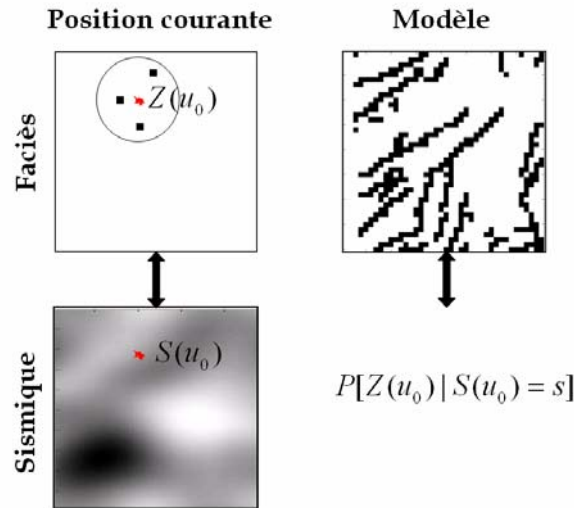 Position courante
Modèle
Faciès
Z(u₀)
Sismique
S(u₀)
P[Z(u₀) | S(u₀) = s]